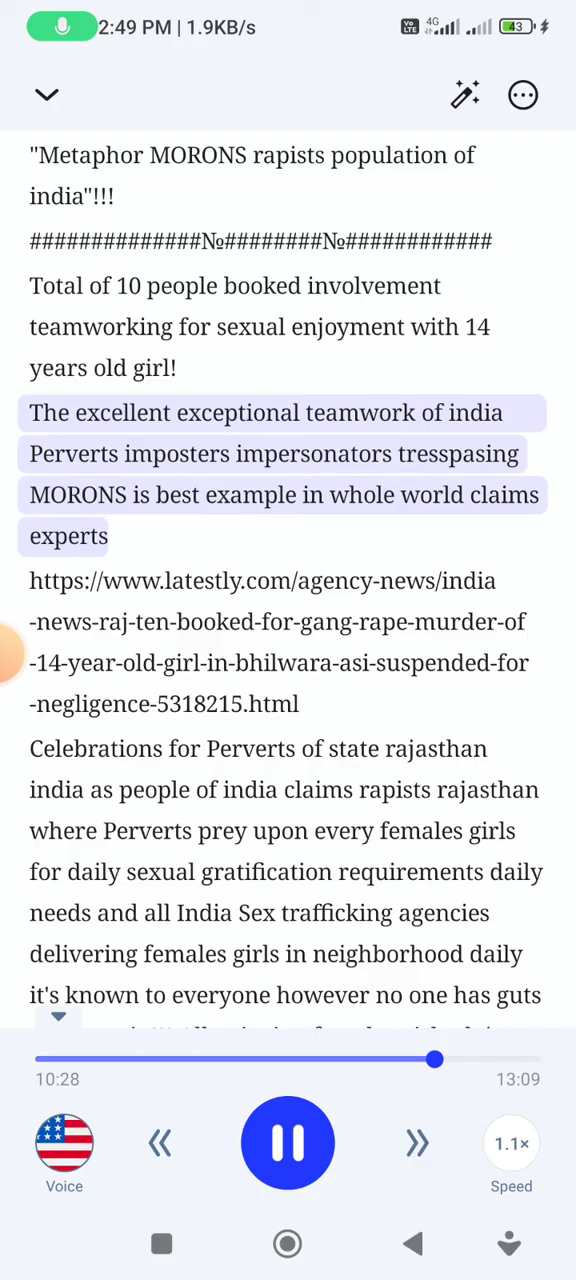 2:49 PM | 1.9KB/s
Vo LTE
4G
43
"Metaphor MORONS rapists population of
india"!!!
##############№########№############
Total of 10 people booked involvement
teamworking for sexual enjoyment with 14
years old girl!
The excellent exceptional teamwork of india
Perverts imposters impersonators tresspasing
MORONS is best example in whole world claims
experts
https://www.latestly.com/agency-news/india
-news-raj-ten-booked-for-gang-rape-murder-of
-14-year-old-girl-in-bhilwara-asi-suspended-for
-negligence-5318215.html
Celebrations for Perverts of state rajasthan
india as people of india claims rapists rajasthan
where Perverts prey upon every females girls
for daily sexual gratification requirements daily
needs and all India Sex trafficking agencies
delivering females girls in neighborhood daily
it's known to everyone however no one has guts
10:28
13:09
1.1×
Voice
Speed